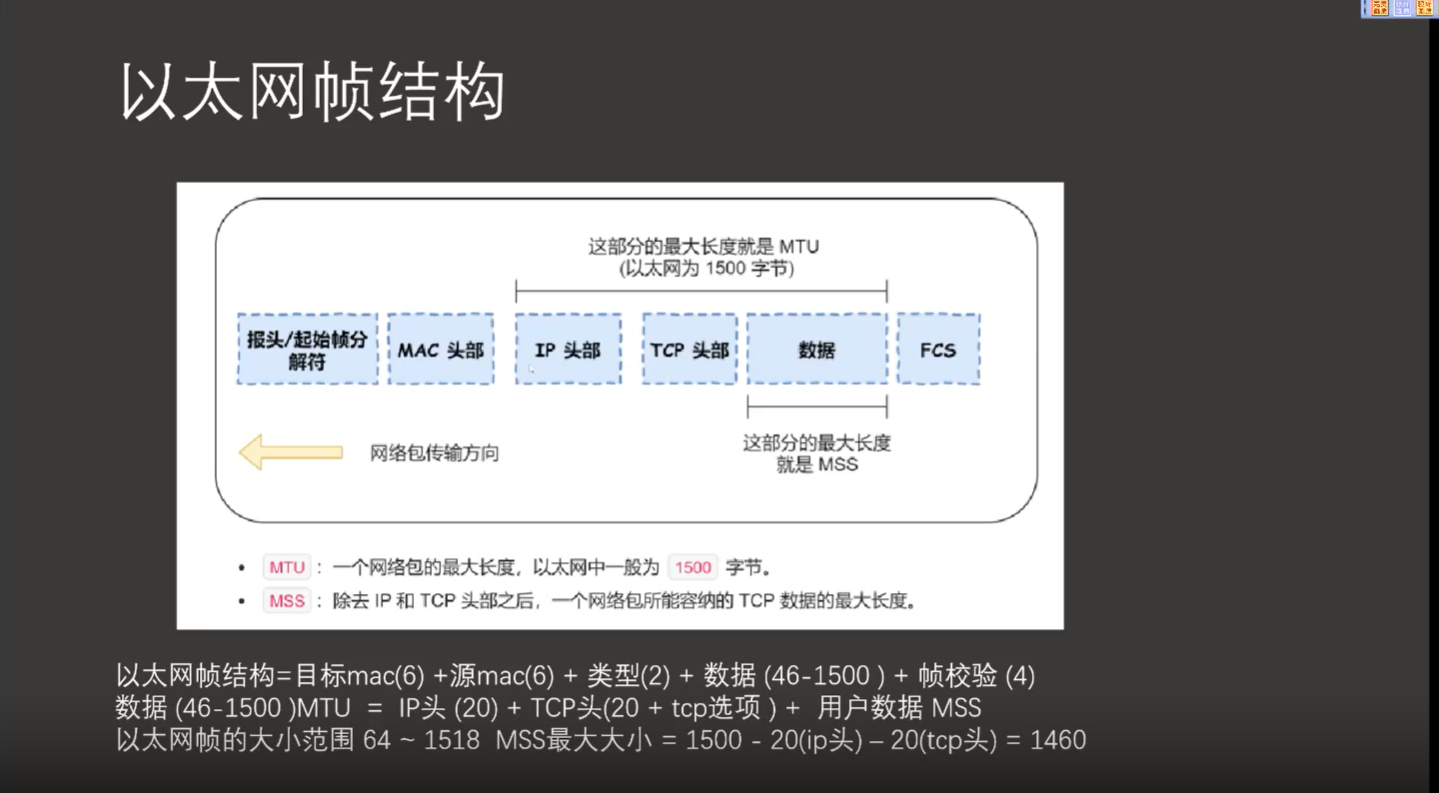 以太网帧结构
这部分的最大长度就是 MTU
(以太网为 1500 字节)
报头/起始帧分
解符
MAC 头部
IP 头部
TCP 头部
数据
FCS
网络包传输方向
这部分的最大长度
就是 MSS
• MTU : 一个网络包的最大长度，以太网中一般为 1500 字节。
• MSS : 除去 IP 和 TCP 头部之后，一个网络包所能容纳的 TCP 数据的最大长度。
以太网帧结构=目标mac(6) +源mac(6) + 类型(2) + 数据 (46-1500 ) + 帧校验 (4)
数据 (46-1500 )MTU = IP头 (20) + TCP头(20 + tcp选项 ) + 用户数据 MSS
以太网帧的大小范围 64 ~ 1518 MSS最大大小 = 1500 - 20(ip头) – 20(tcp头) = 1460